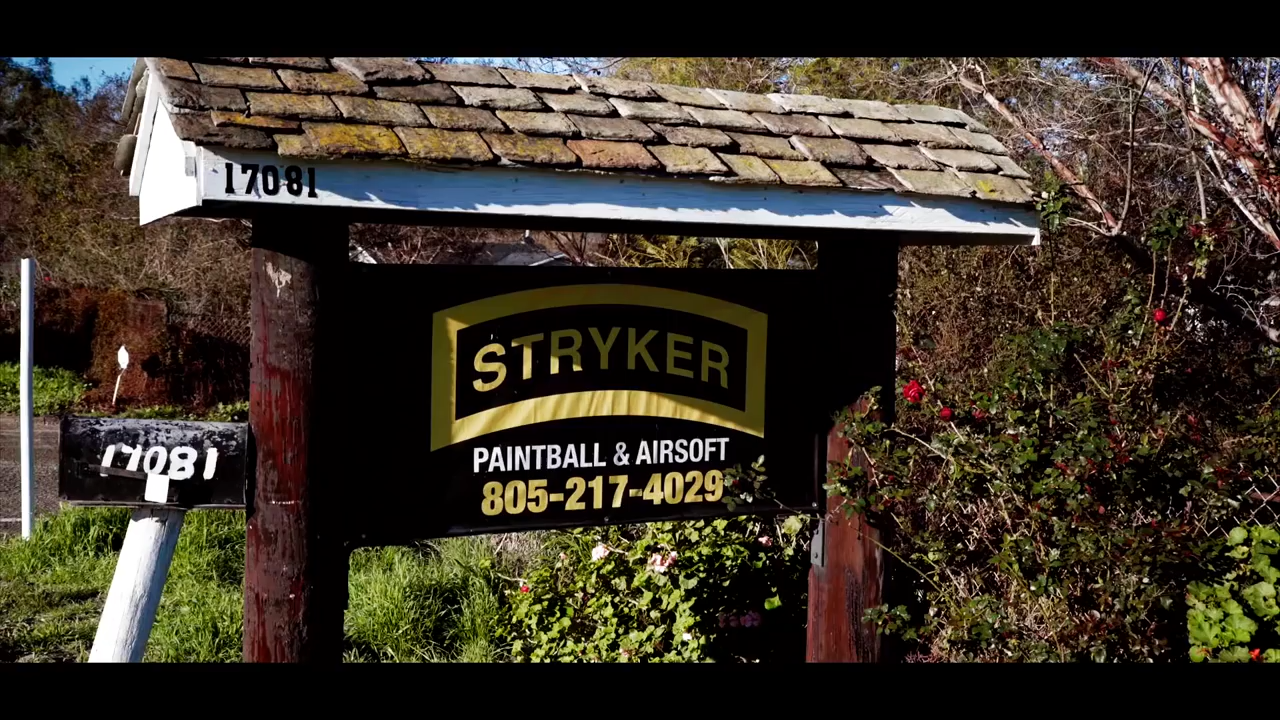 17081
STRYKER
PAINTBALL & AIRSOFT
805-217-4029
17081